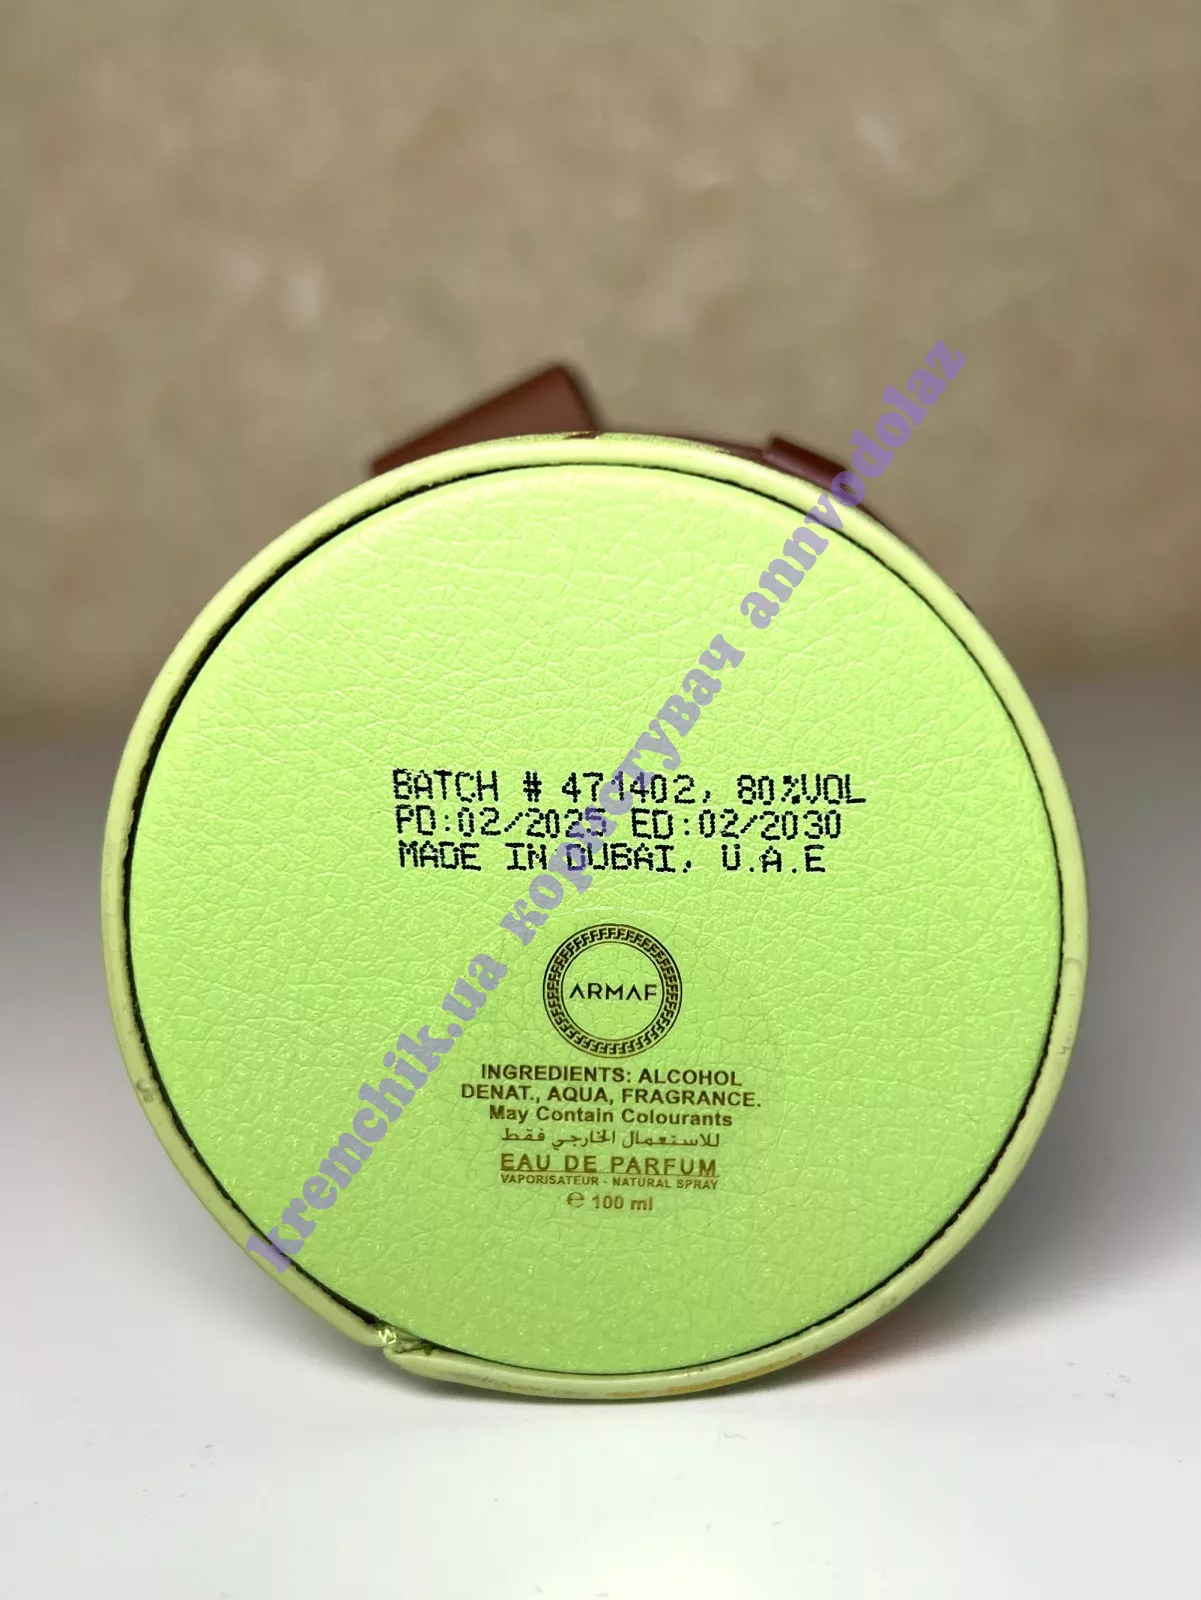 BATCH # 471402, 80%VOL
PD:02/2025 ED:02/2030
MADE IN DUBAI, U.A.E
ARMAF
INGREDIENTS: ALCOHOL
DENAT., AQUA, FRAGRANCE.
May Contain Colourants
للاستعمال الخارجي فقط
EAU DE PARFUM
VAPORISATEUR - NATURAL SPRAY
℮ 100 ml
kremchik.ua користувач annvodolaz